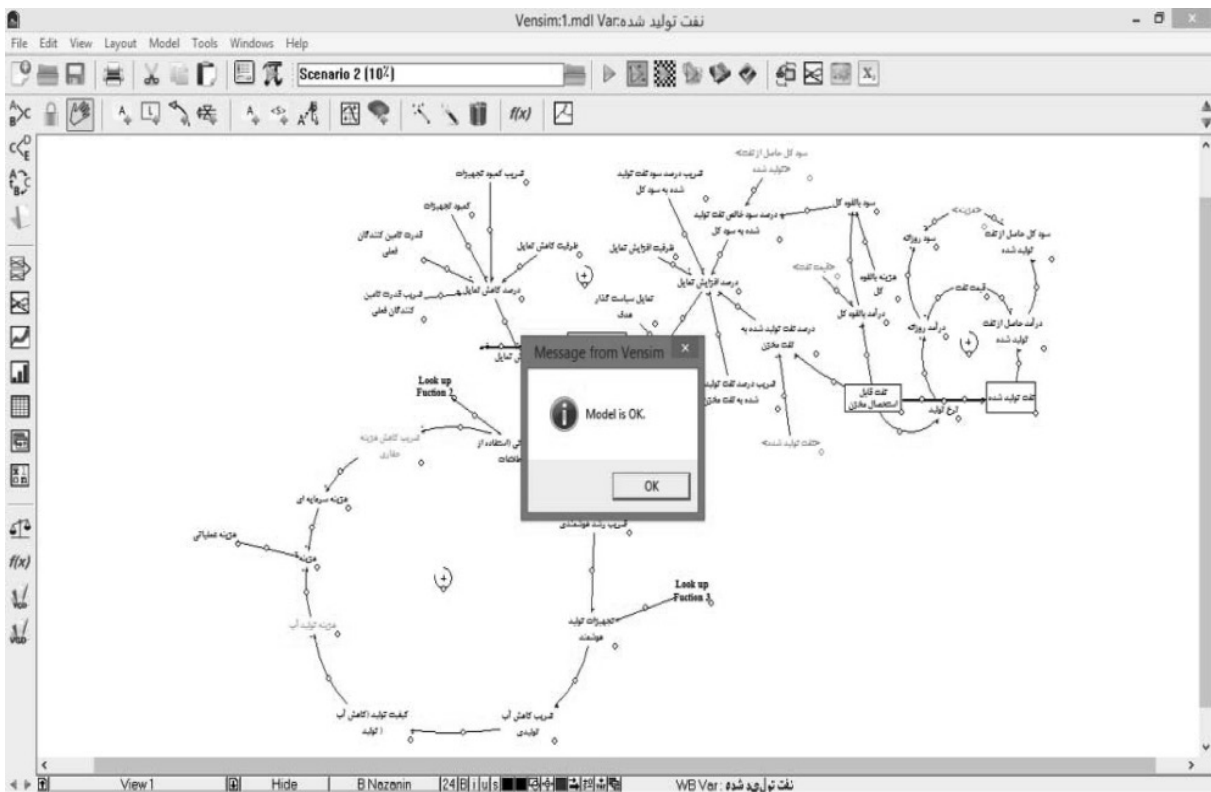 Vensim:1.mdl Var:نفت تولید شده
File Edit View Layout Model Tools Windows Help
Scenario 2 (10%)
<سود کل حاصل از نفت
تولید شده>
ضریب کمبود تجهیزات
ضریب درصد سود نفت تولید
شده به سود کل
کمبود تجهیزات
درصد سود خالص نفت تولید
شده به سود کل
سود بالقوه کل
<هزینه>
سود روزانه
سود کل حاصل از نفت
تولید شده
قدرت تامین کنندگان
فعلی
ظرفیت کاهش تمایل
ظرفیت افزایش تمایل
<قیمت نفت>
هزینه بالقوه
کل
درصد کاهش تمایل
درصد افزایش تمایل
قیمت نفت
ضریب قدرت تامین
کنندگان فعلی
تمایل سیاست گذار
هدف
درآمد بالقوه کل
درآمد روزانه
درآمد حاصل از نفت
تولید شده
درصد نفت تولید شده به
نفت مخزن
تمایل
Message from Vensim
Model is OK.
OK
Look up
Fuction 2
ضریب درصد نفت تولید
شده به نفت مخزن
نفت قابل
استحصال مخزن
نرخ تولید
نفت تولید شده
<نفت تولید شده>
ضریب کاهش هزینه
حفاری
(استفاده از
هزینه سرمایه ای
ضریب رشد هوشمندی
هزینه عملیاتی
هزینه
Look up
Fuction 3
هزینه تولید آب
تجهیزات تولید
هوشمند
کیفیت تولید (کاهش آب
تولید )
ضریب کاهش آب
تولیدی
View 1 Hide B Nazanin 24 B i u s WB Var : نفت تولید شده